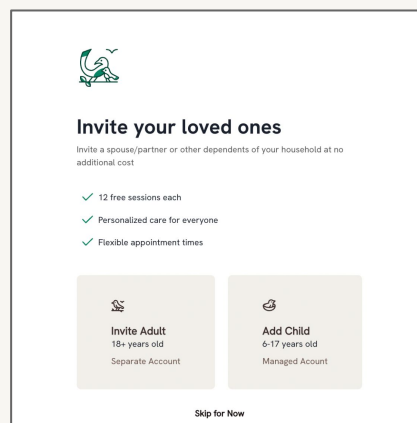 Invite your loved ones
Invite a spouse/partner or other dependents of your household at no
additional cost
12 free sessions each
Personalized care for everyone
Flexible appointment times
Invite Adult
18+ years old
Separate Account
Add Child
6-17 years old
Managed Acount
Skip for Now